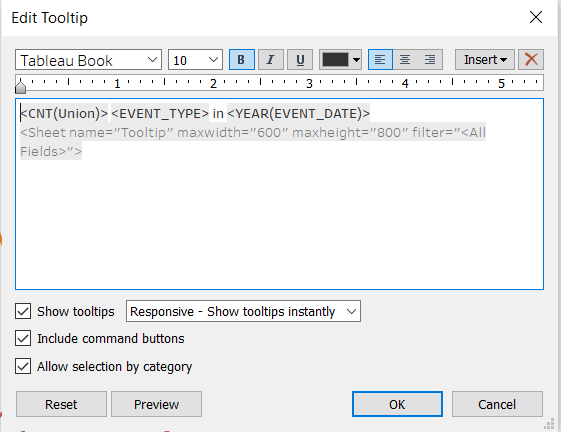 Edit Tooltip
Tableau Book 10 B I U Insert
1 2 3 4 5
<CNT(Union)> <EVENT_TYPE> in <YEAR(EVENT_DATE)>
<Sheet name="Tooltip" maxwidth="600" maxheight="800" filter="<All
Fields>">
Show tooltips Responsive - Show tooltips instantly
Include command buttons
Allow selection by category
Reset Preview OK Cancel